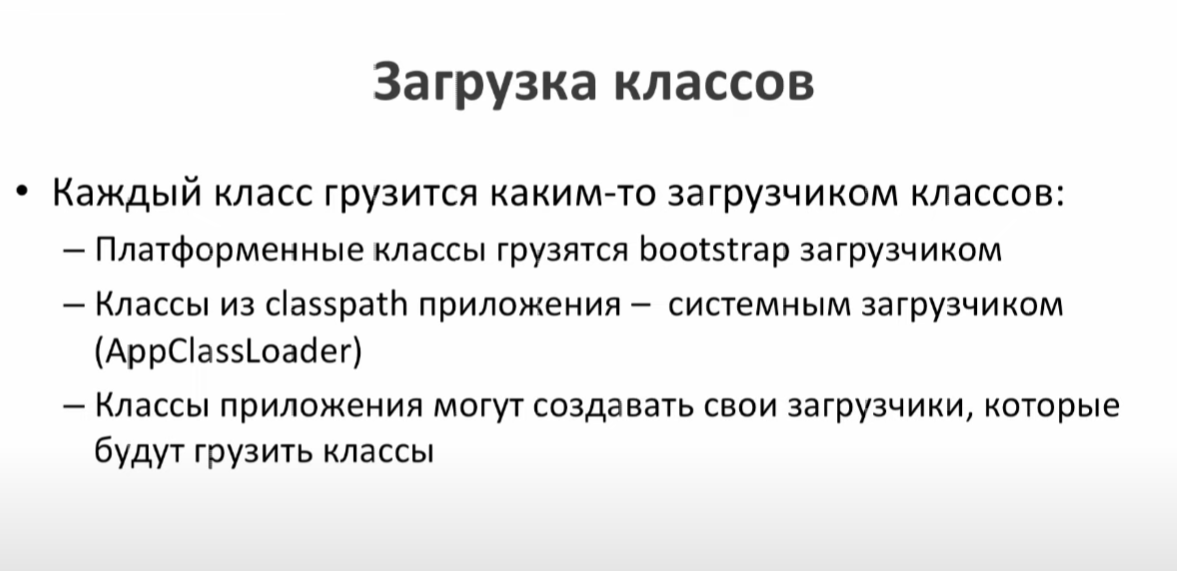 Загрузка классов
• Каждый класс грузится каким-то загрузчиком классов:
– Платформенные классы грузятся bootstrap загрузчиком
– Классы из classpath приложения – системным загрузчиком
(AppClassLoader)
– Классы приложения могут создавать свои загрузчики, которые
будут грузить классы